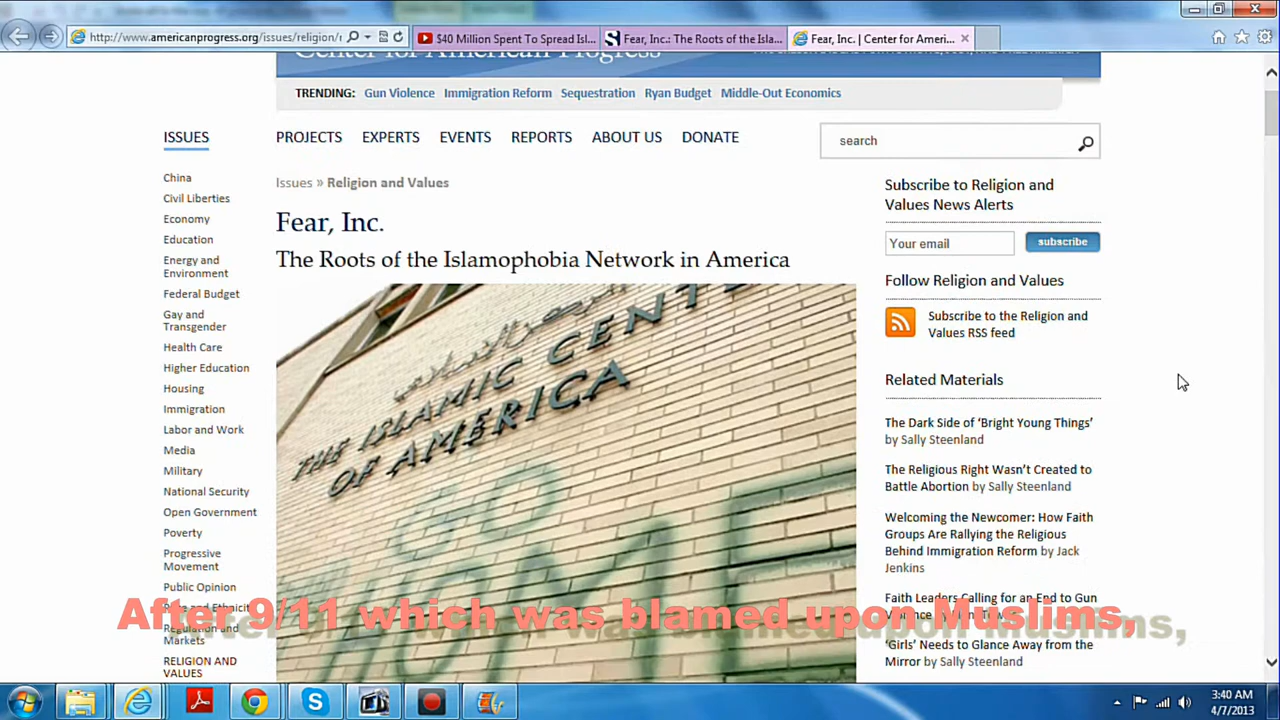 http://www.americanprogress.org/issues/religion/r
$40 Million Spent To Spread Isl...
Fear, Inc.: The Roots of the Isla...
Fear, Inc. | Center for Ameri...
Center for American Progress
TRENDING: Gun Violence Immigration Reform Sequestration Ryan Budget Middle-Out Economics
ISSUES PROJECTS EXPERTS EVENTS REPORTS ABOUT US DONATE
search
China
Civil Liberties
Economy
Education
Energy and
Environment
Federal Budget
Gay and
Transgender
Health Care
Higher Education
Housing
Immigration
Labor and Work
Media
Military
National Security
Open Government
Poverty
Progressive
Movement
Public Opinion
Regulation and
Markets
RELIGION AND
VALUES
Issues » Religion and Values
Fear, Inc.
The Roots of the Islamophobia Network in America
THE ISLAMIC CENTE
OF AMERICA
GO
HOME
Subscribe to Religion and
Values News Alerts
Your email subscribe
Follow Religion and Values
Subscribe to the Religion and
Values RSS feed
Related Materials
The Dark Side of ‘Bright Young Things’
by Sally Steenland
The Religious Right Wasn’t Created to
Battle Abortion by Sally Steenland
Welcoming the Newcomer: How Faith
Groups Are Rallying the Religious
Behind Immigration Reform by Jack
Jenkins
Faith Leaders Calling for an End to Gun
‘Girls’ Needs to Glance Away from the
Mirror by Sally Steenland
After 9/11 which was blamed upon Muslims,
3:40 AM
4/7/2013